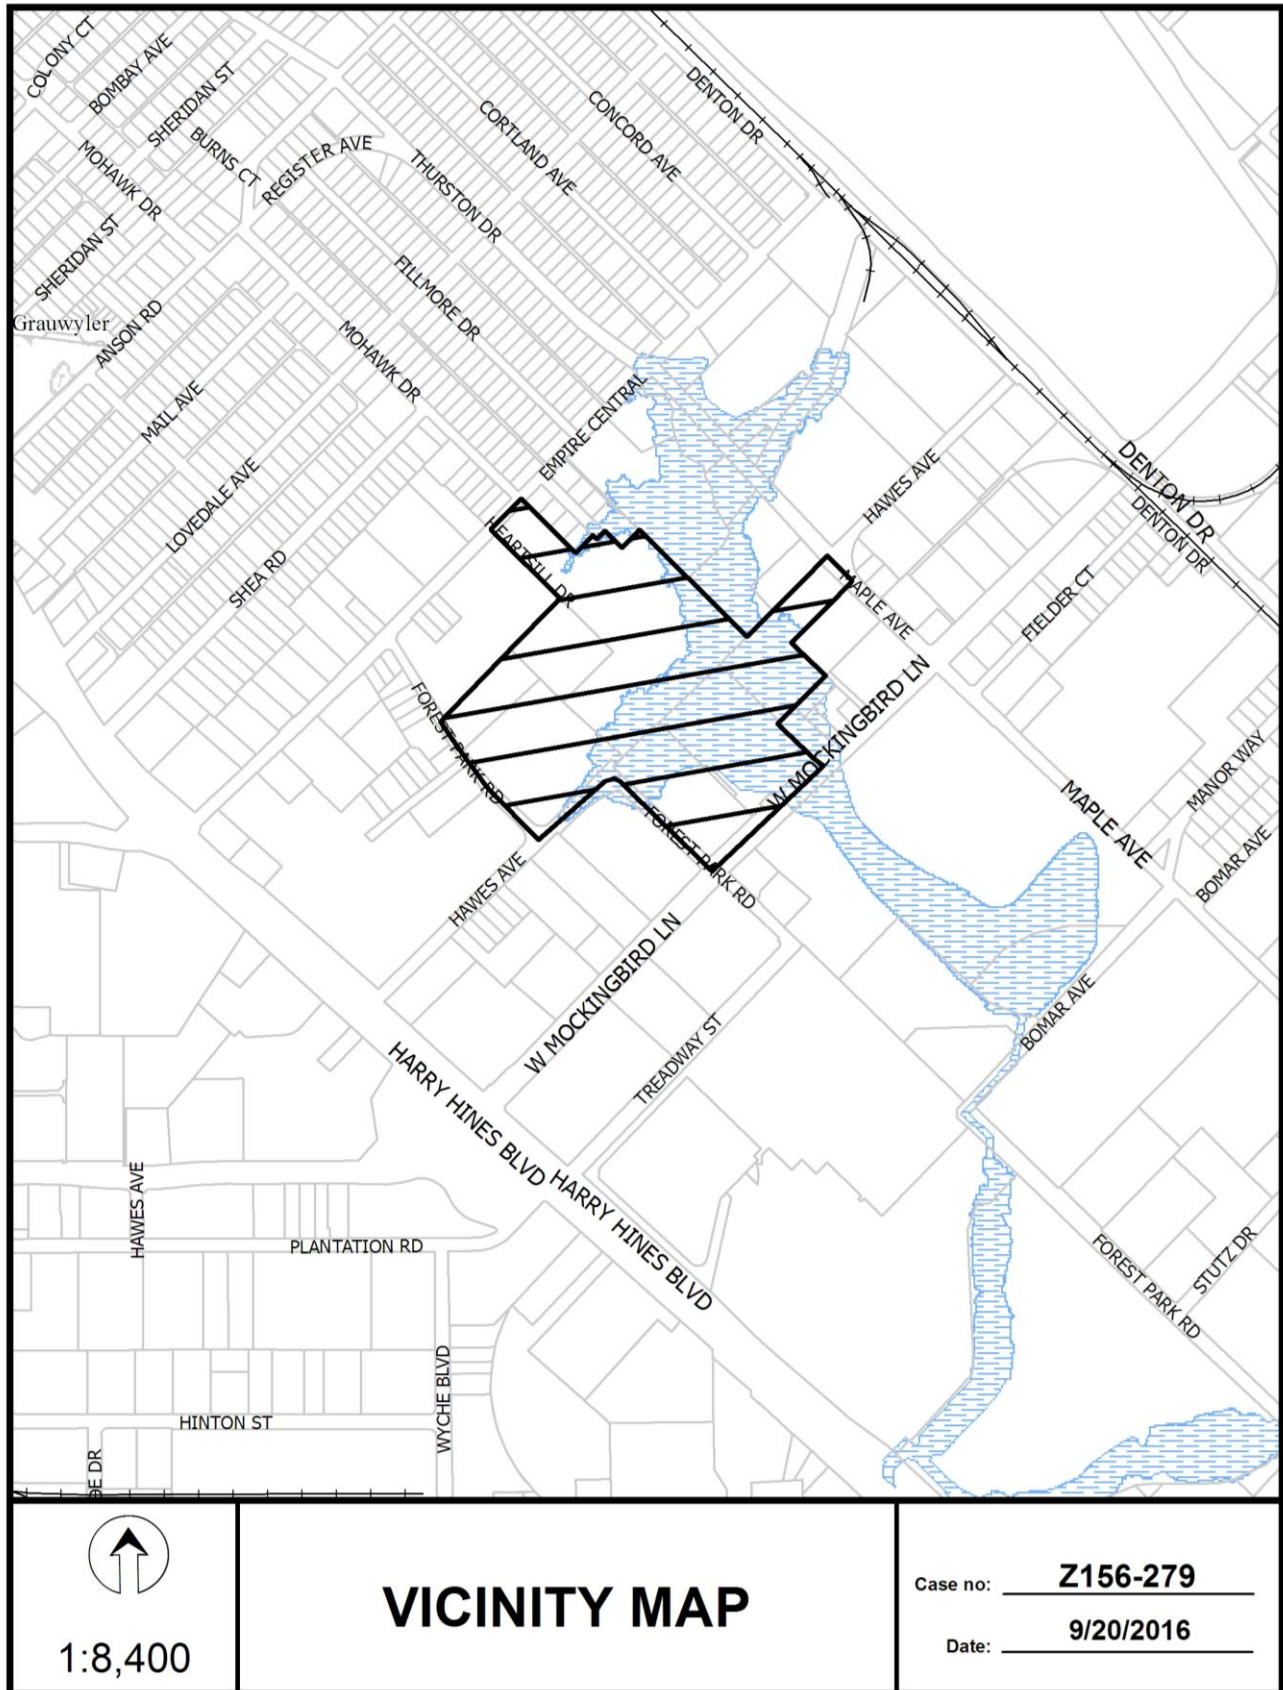 COLONY CT
BOMBAY AVE
SHERIDAN ST
BURNS CT
REGISTER AVE
MOHAWK DR
SHERIDAN ST
THURSTON DR
CORTLAND AVE
CONCORD AVE
DENTON DR
FILLMORE DR
Grauwyler
ANSON RD
MOHAWK DR
MAIL AVE
EMPIRE CENTRAL
LOVEDALE AVE
SHEA RD
HEARTSILL DR
HAWES AVE
DENTON DR
DENTON DR
FIELDER CT
MAPLE AVE
W MOCKINGBIRD LN
FOREST PARK RD
FOREST PARK RD
MAPLE AVE
MANOR WAY
BOMAR AVE
HAWES AVE
W MOCKINGBIRD LN
TREADWAY ST
BOMAR AVE
HARRY HINES BLVD
HARRY HINES BLVD
HAWES AVE
PLANTATION RD
STUTZ DR
FOREST PARK RD
WYCHE BLVD
HINTON ST
DE DR
1:8,400
VICINITY MAP
Case no: Z156-279
Date: 9/20/2016